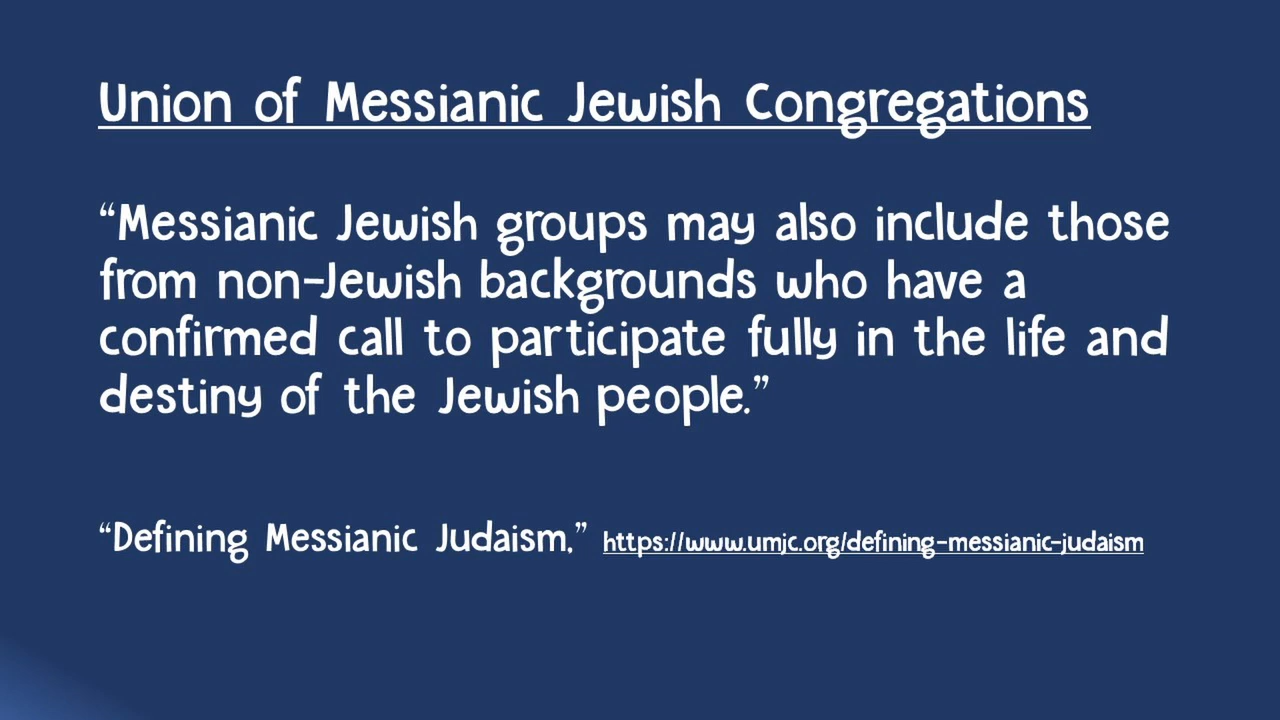 Union of Messianic Jewish Congregations
“Messianic Jewish groups may also include those
from non-Jewish backgrounds who have a
confirmed call to participate fully in the life and
destiny of the Jewish people.”
“Defining Messianic Judaism,” https://www.umjc.org/defining-messianic-judaism